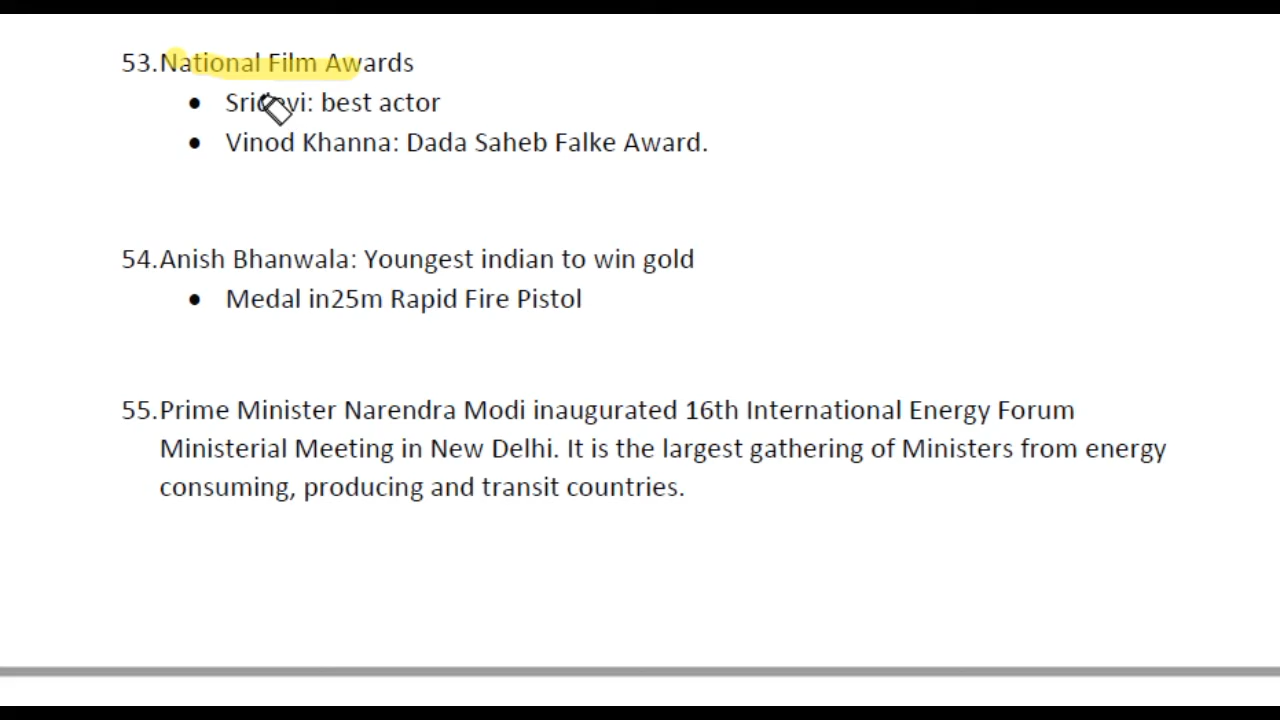 53.National Film Awards
• Sridevi: best actor
• Vinod Khanna: Dada Saheb Falke Award.
54.Anish Bhanwala: Youngest indian to win gold
• Medal in25m Rapid Fire Pistol
55.Prime Minister Narendra Modi inaugurated 16th International Energy Forum
Ministerial Meeting in New Delhi. It is the largest gathering of Ministers from energy
consuming, producing and transit countries.